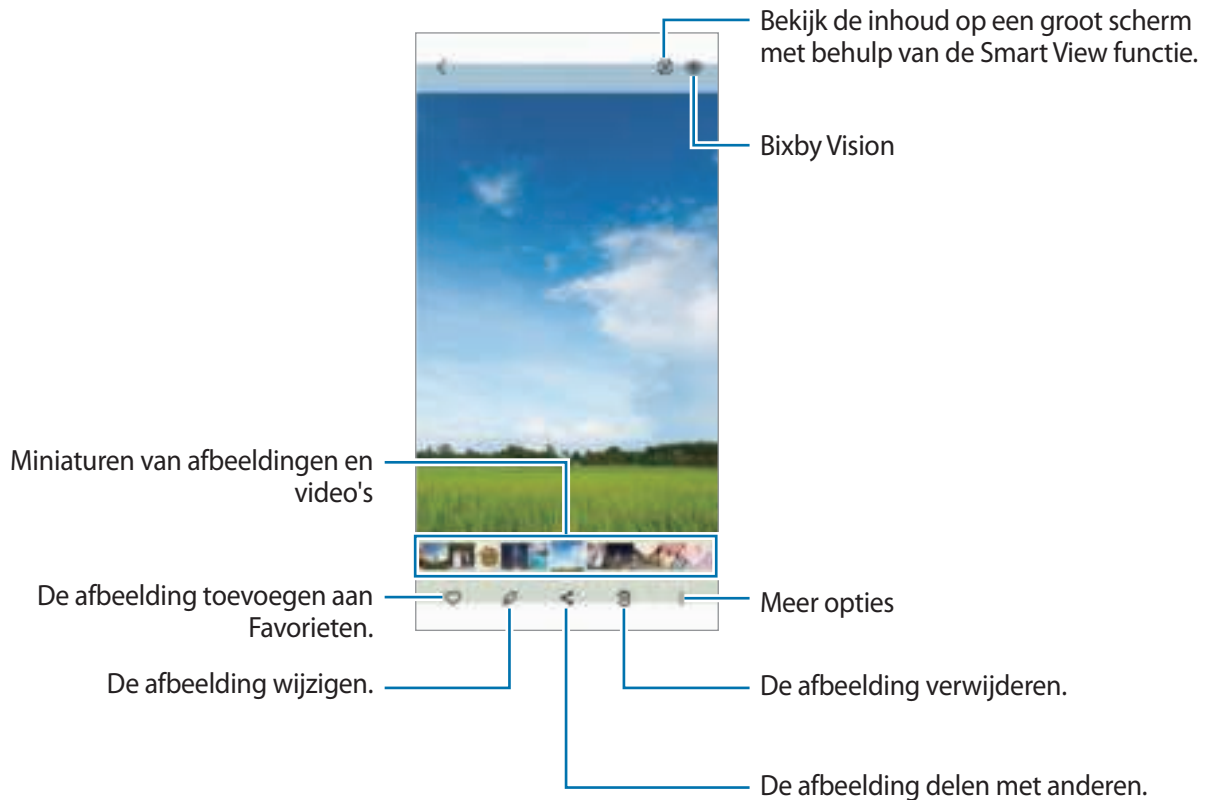 Bekijk de inhoud op een groot scherm
met behulp van de Smart View functie.
Bixby Vision
Miniaturen van afbeeldingen en
video's
De afbeelding toevoegen aan
Favorieten.
Meer opties
De afbeelding wijzigen.
De afbeelding verwijderen.
De afbeelding delen met anderen.